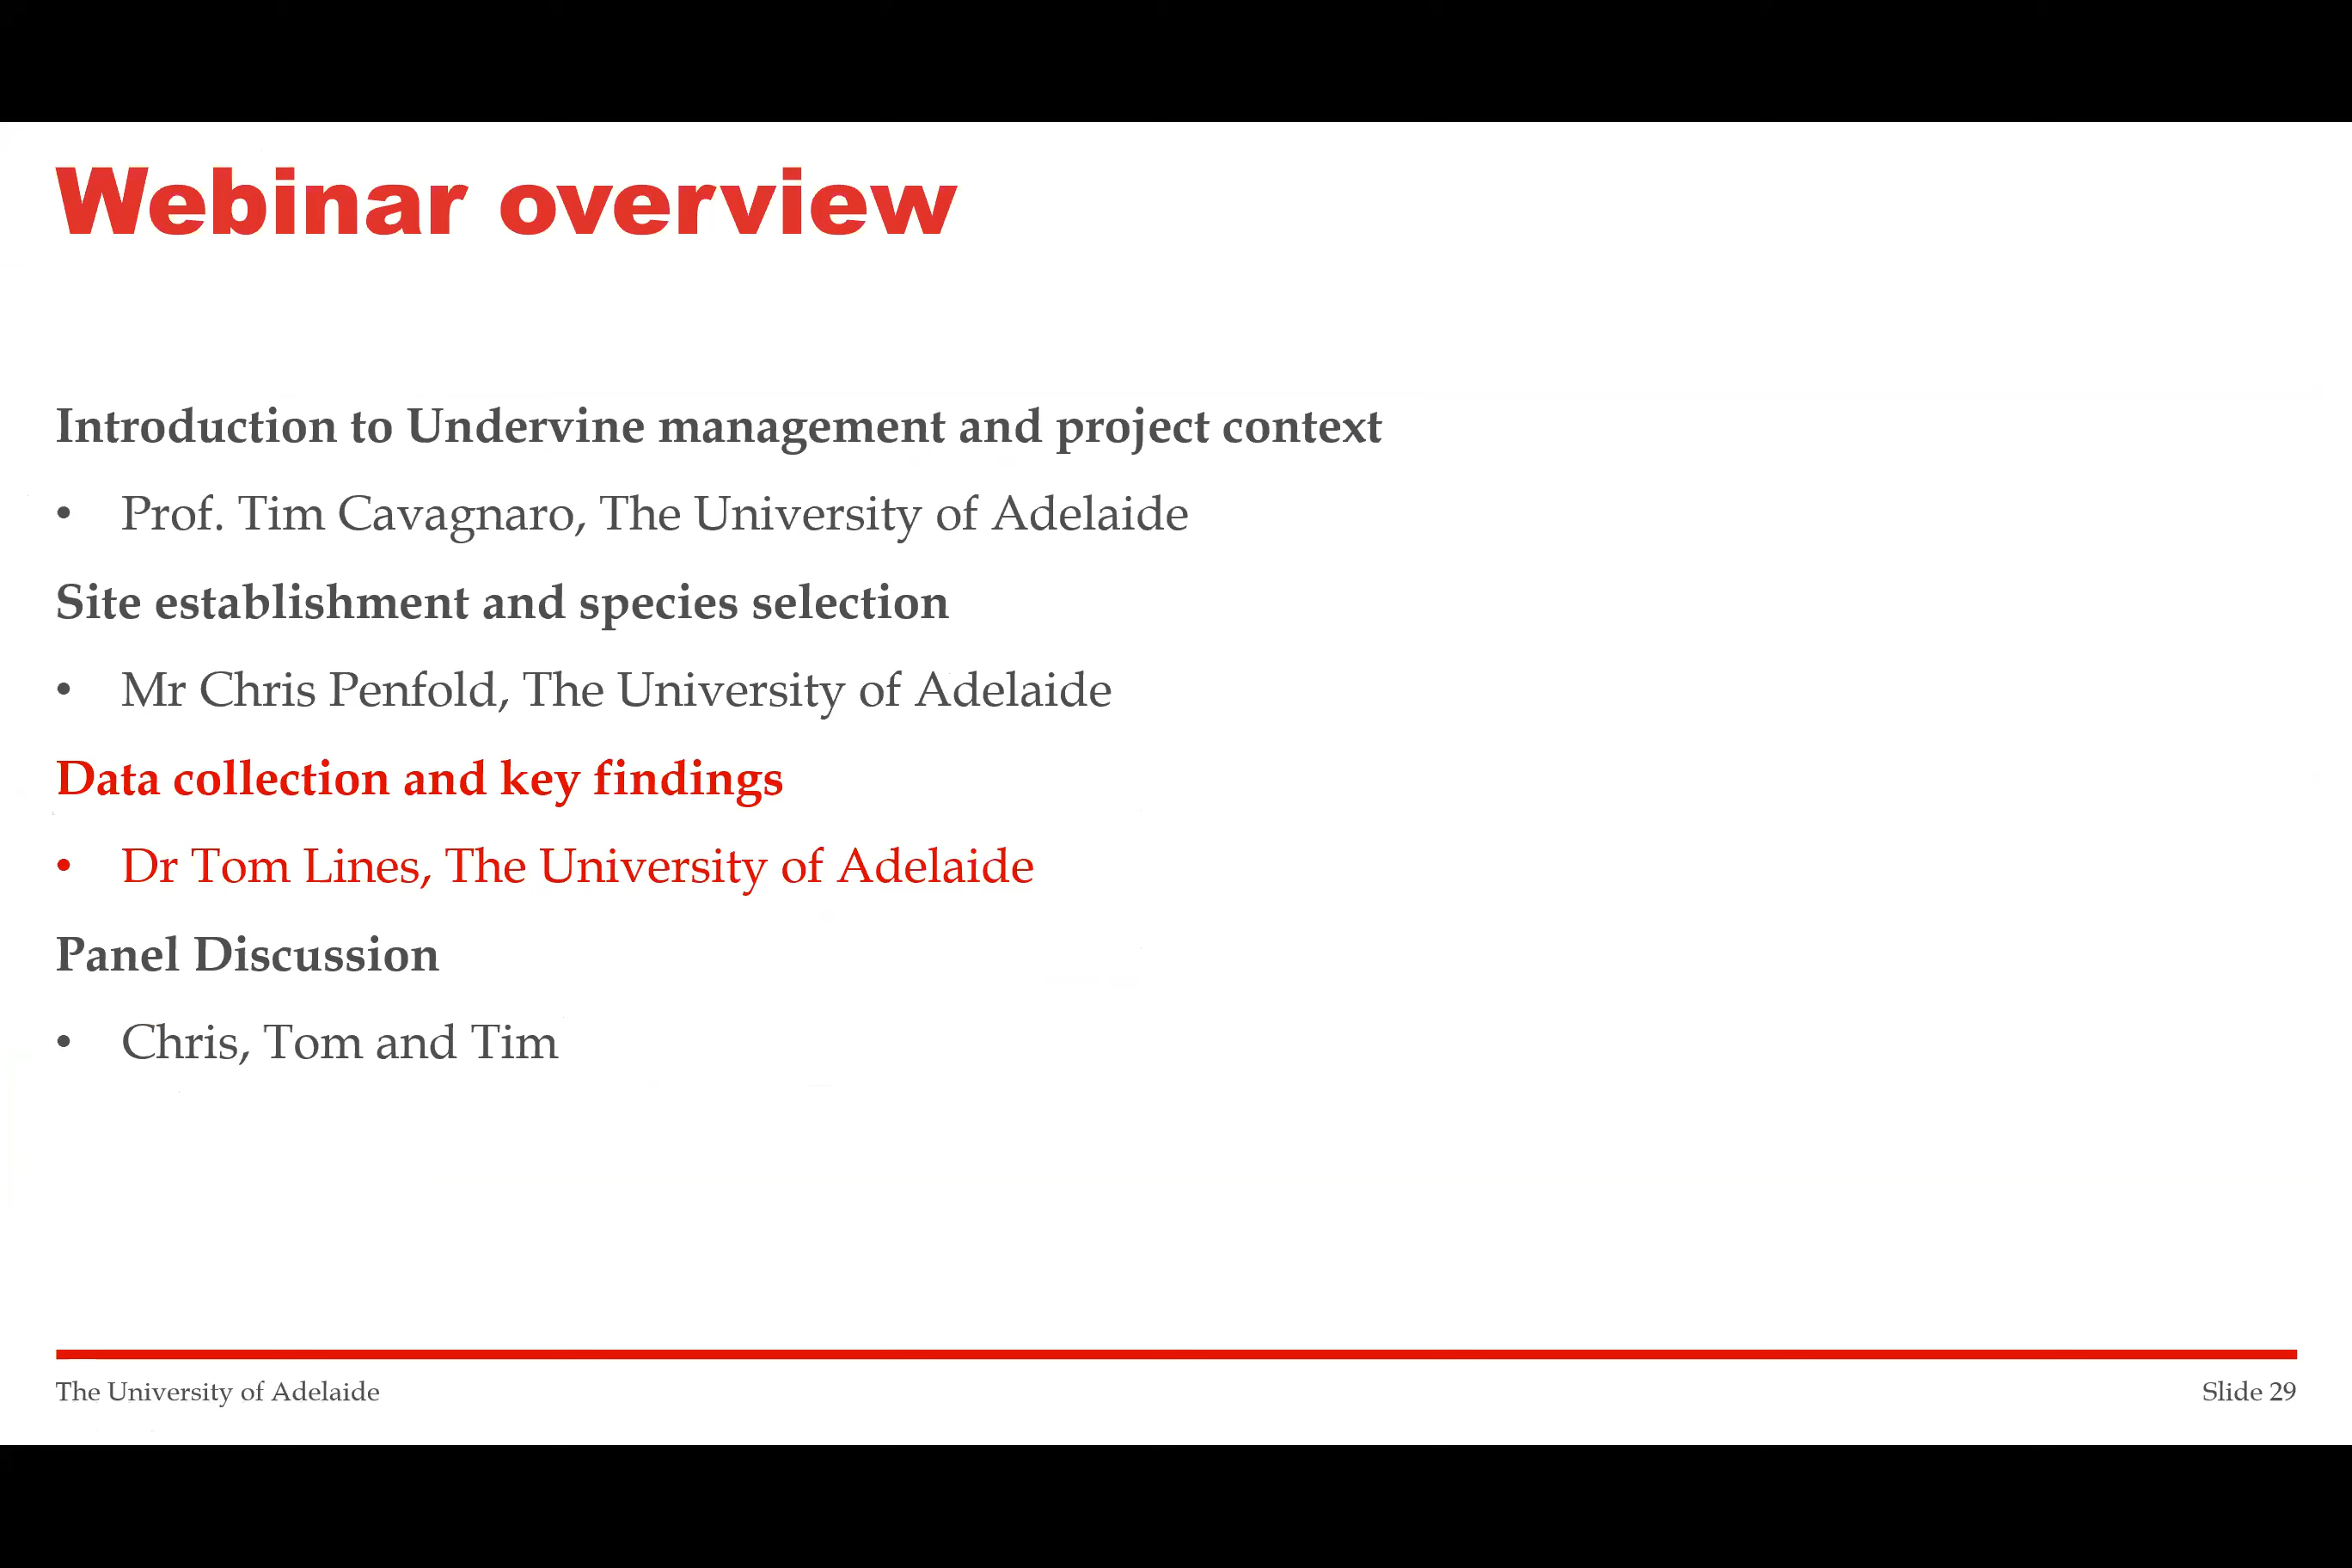 Webinar overview
Introduction to Undervine management and project context
• Prof. Tim Cavagnaro, The University of Adelaide
Site establishment and species selection
• Mr Chris Penfold, The University of Adelaide
Data collection and key findings
• Dr Tom Lines, The University of Adelaide
Panel Discussion
• Chris, Tom and Tim
The University of Adelaide
Slide 29